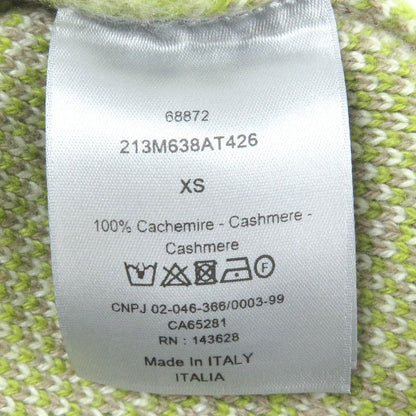 68872
213M638AT426
XS
100% Cachemire - Cashmere -
Cashmere
CNPJ 02-046-366/0003-99
CA65281
RN : 143628
Made in ITALY
ITALIA